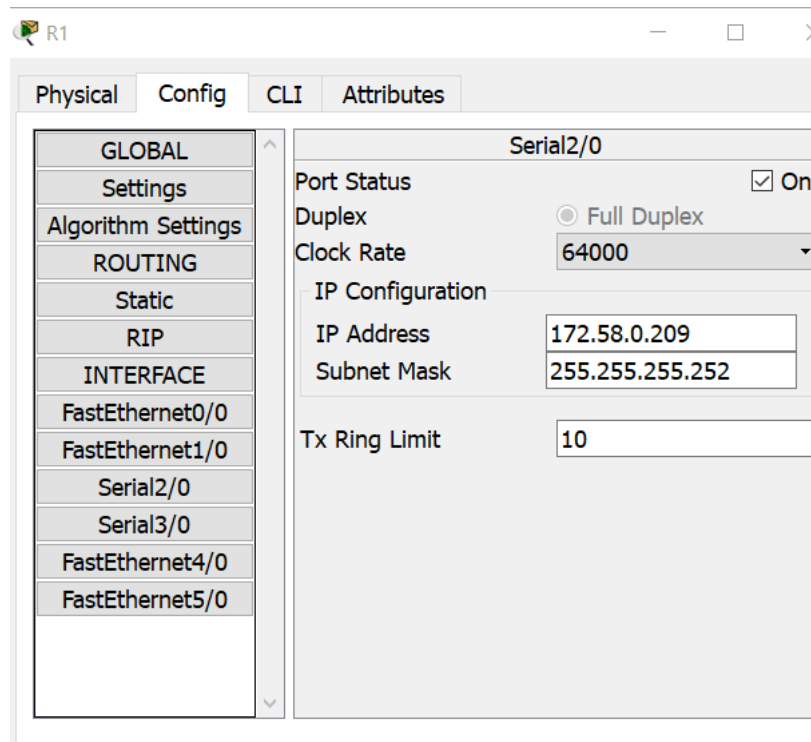 R1
Physical Config CLI Attributes
GLOBAL
Settings
Algorithm Settings
ROUTING
Static
RIP
INTERFACE
FastEthernet0/0
FastEthernet1/0
Serial2/0
Serial3/0
FastEthernet4/0
FastEthernet5/0
Serial2/0
Port Status On
Duplex Full Duplex
Clock Rate 64000
IP Configuration
IP Address 172.58.0.209
Subnet Mask 255.255.255.252
Tx Ring Limit 10